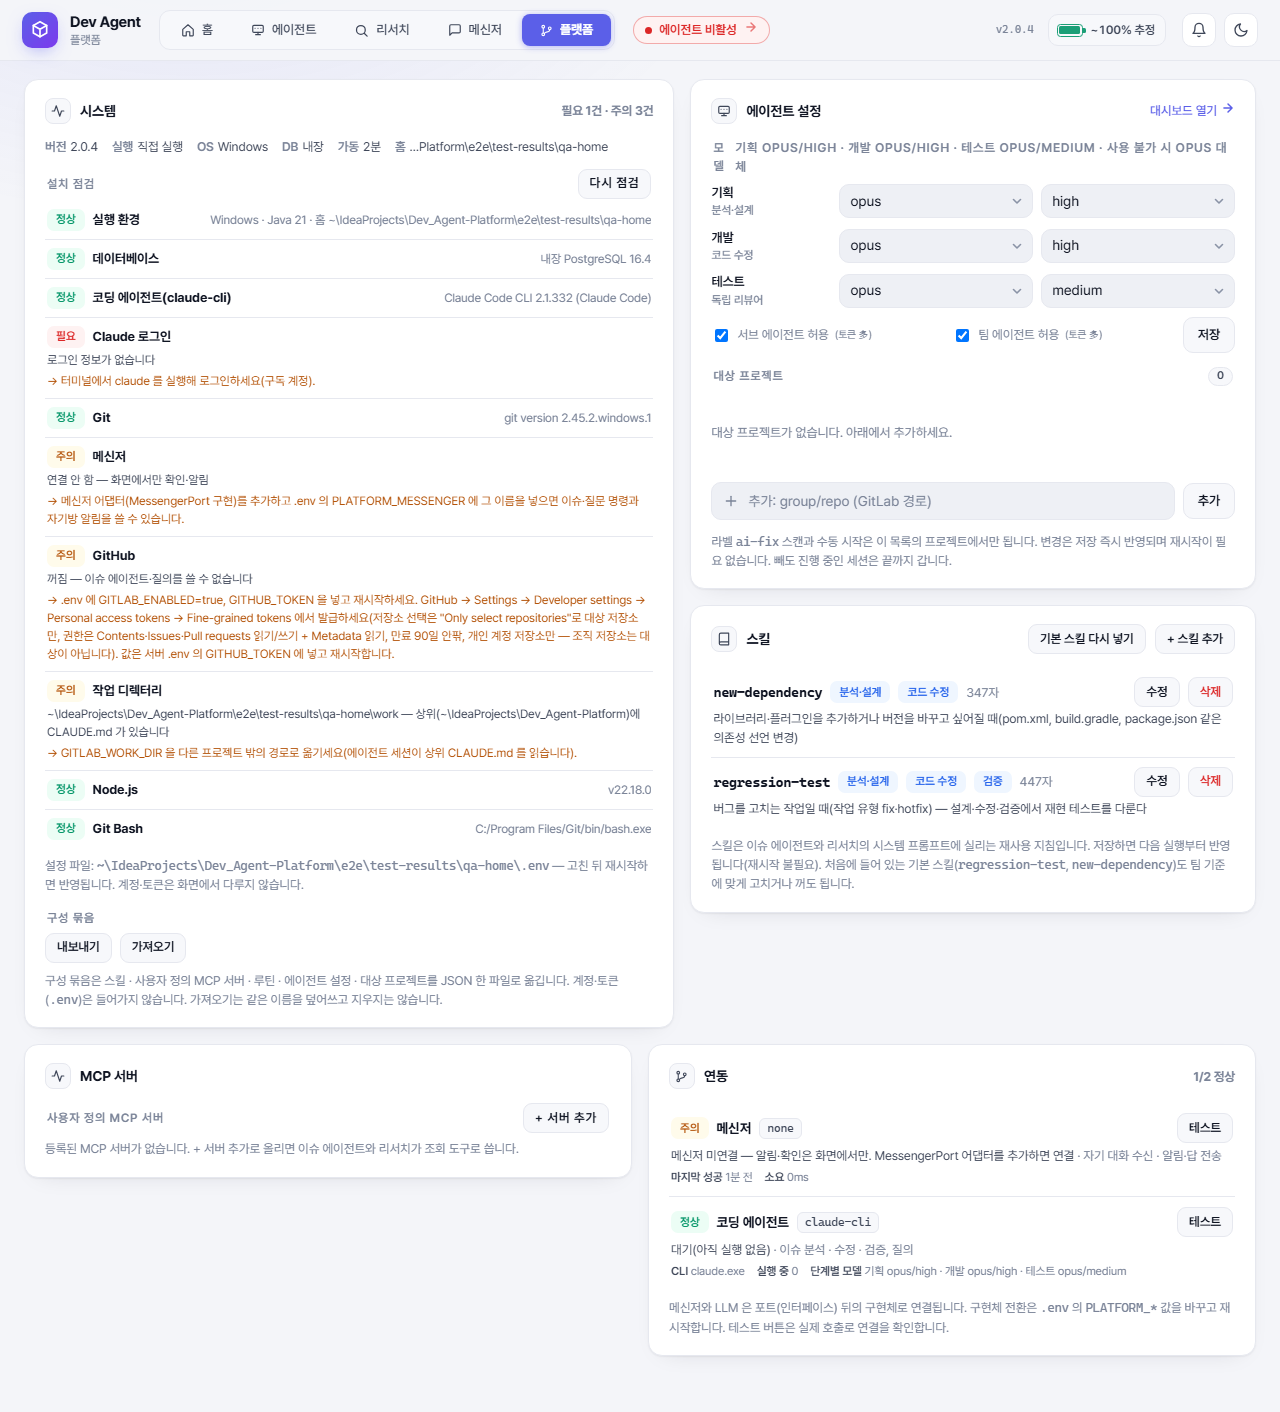 Dev Agent
플랫폼
홈
에이전트
리서치
메신저
플랫폼
에이전트 비활성 →
v2.0.4
~100% 추정
시스템
필요 1건 · 주의 3건
버전 2.0.4 실행 직접 실행 OS Windows DB 내장 가동 2분 홈 …Platform\e2e\test-results\qa-home
설치 점검
다시 점검
정상 실행 환경 Windows · Java 21 · 홈 ~\IdeaProjects\Dev_Agent-Platform\e2e\test-results\qa-home
정상 데이터베이스 내장 PostgreSQL 16.4
정상 코딩 에이전트(claude-cli) Claude Code CLI 2.1.332 (Claude Code)
필요 Claude 로그인
로그인 정보가 없습니다
→ 터미널에서 claude 를 실행해 로그인하세요(구독 계정).
정상 Git git version 2.45.2.windows.1
주의 메신저
연결 안 함 — 화면에서만 확인·알림
→ 메신저 어댑터(MessengerPort 구현)를 추가하고 .env 의 PLATFORM_MESSENGER 에 그 이름을 넣으면 이슈·질문 명령과
자기방 알림을 쓸 수 있습니다.
주의 GitHub
꺼짐 — 이슈 에이전트·질의를 쓸 수 없습니다
→ .env 에 GITLAB_ENABLED=true, GITHUB_TOKEN 을 넣고 재시작하세요. GitHub → Settings → Developer settings →
Personal access tokens → Fine-grained tokens 에서 발급하세요(저장소 선택은 "Only select repositories"로 대상 저장소
만, 권한은 Contents·Issues·Pull requests 읽기/쓰기 + Metadata 읽기, 만료 90일 안팎, 개인 계정 저장소만 — 조직 저장소는 대
상이 아닙니다). 값은 서버 .env 의 GITHUB_TOKEN 에 넣고 재시작합니다.
주의 작업 디렉터리
~\IdeaProjects\Dev_Agent-Platform\e2e\test-results\qa-home\work — 상위(~\IdeaProjects\Dev_Agent-Platform)에
CLAUDE.md 가 있습니다
→ GITLAB_WORK_DIR 을 다른 프로젝트 밖의 경로로 옮기세요(에이전트 세션이 상위 CLAUDE.md 를 읽습니다).
정상 Node.js v22.18.0
정상 Git Bash C:/Program Files/Git/bin/bash.exe
설정 파일: ~\IdeaProjects\Dev_Agent-Platform\e2e\test-results\qa-home\.env — 고친 뒤 재시작하
면 반영됩니다. 계정·토큰은 화면에서 다루지 않습니다.
구성 묶음
내보내기
가져오기
구성 묶음은 스킬 · 사용자 정의 MCP 서버 · 루틴 · 에이전트 설정 · 대상 프로젝트를 JSON 한 파일로 옮깁니다. 계정·토큰
(.env)은 들어가지 않습니다. 가져오기는 같은 이름을 덮어쓰고 지우지는 않습니다.
에이전트 설정
대시보드 열기 →
모델 기획 OPUS/HIGH · 개발 OPUS/HIGH · 테스트 OPUS/MEDIUM · 사용 불가 시 OPUS 대체
기획
분석·설계
opus
high
개발
코드 수정
opus
high
테스트
독립 리뷰어
opus
medium
서브 에이전트 허용 (토큰 多)
팀 에이전트 허용 (토큰 多)
저장
대상 프로젝트
0
대상 프로젝트가 없습니다. 아래에서 추가하세요.
추가: group/repo (GitLab 경로)
추가
라벨 ai-fix 스캔과 수동 시작은 이 목록의 프로젝트에서만 됩니다. 변경은 저장 즉시 반영되며 재시작이 필
요 없습니다. 빼도 진행 중인 세션은 끝까지 갑니다.
스킬
기본 스킬 다시 넣기
+ 스킬 추가
new-dependency 분석·설계 코드 수정 347자
수정
삭제
라이브러리·플러그인을 추가하거나 버전을 바꾸고 싶어질 때(pom.xml, build.gradle, package.json 같은
의존성 선언 변경)
regression-test 분석·설계 코드 수정 검증 447자
수정
삭제
버그를 고치는 작업일 때(작업 유형 fix·hotfix) — 설계·수정·검증에서 재현 테스트를 다룬다
스킬은 이슈 에이전트와 리서치의 시스템 프롬프트에 실리는 재사용 지침입니다. 저장하면 다음 실행부터 반영
됩니다(재시작 불필요). 처음에 들어 있는 기본 스킬(regression-test, new-dependency)도 팀 기준
에 맞게 고치거나 꺼도 됩니다.
MCP 서버
사용자 정의 MCP 서버
+ 서버 추가
등록된 MCP 서버가 없습니다. + 서버 추가로 올리면 이슈 에이전트와 리서치가 조회 도구로 씁니다.
연동
1/2 정상
주의 메신저 none
테스트
메신저 미연결 — 알림·확인은 화면에서만. MessengerPort 어댑터를 추가하면 연결 · 자기 대화 수신 · 알림·답 전송
마지막 성공 1분 전 소요 0ms
정상 코딩 에이전트 claude-cli
테스트
대기(아직 실행 없음) · 이슈 분석 · 수정 · 검증, 질의
CLI claude.exe 실행 중 0 단계별 모델 기획 opus/high · 개발 opus/high · 테스트 opus/medium
메신저와 LLM 은 포트(인터페이스) 뒤의 구현체로 연결됩니다. 구현체 전환은 .env 의 PLATFORM_* 값을 바꾸고 재
시작합니다. 테스트 버튼은 실제 호출로 연결을 확인합니다.